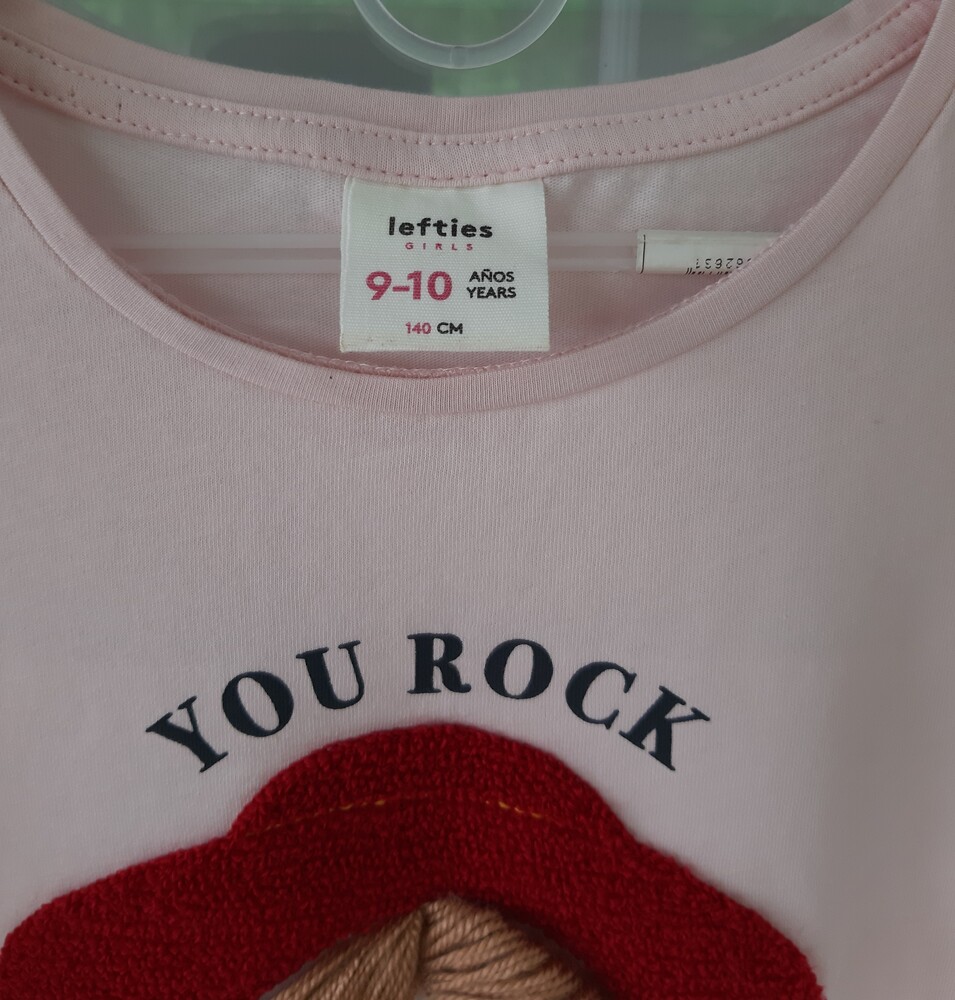 lefties
GIRLS
9-10 AÑOS
YEARS
140 CM
YOU ROCK